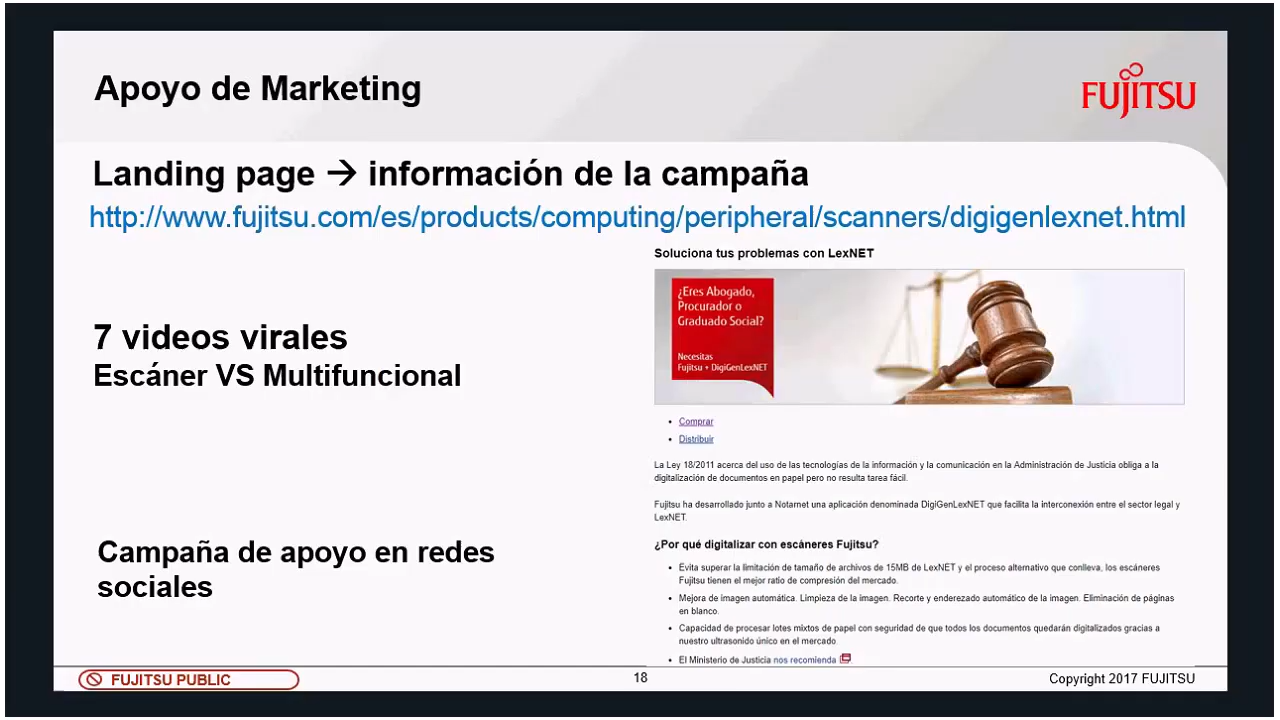 Apoyo de Marketing
FUJITSU
Landing page → información de la campaña
http://www.fujitsu.com/es/products/computing/peripheral/scanners/digigenlexnet.html
7 videos virales
Escáner VS Multifuncional
Campaña de apoyo en redes
sociales
Soluciona tus problemas con LexNET
¿Eres Abogado,
Procurador o
Graduado Social?
Necesitas
Fujitsu + DigiGenLexNET
• Comprar
• Distribuir
La Ley 18/2011 acerca del uso de las tecnologías de la información y la comunicación en la Administración de Justicia obliga a la
digitalización de documentos en papel pero no resulta tarea fácil.
Fujitsu ha desarrollado junto a Notarnet una aplicación denominada DigiGenLexNET que facilita la interconexión entre el sector legal y
LexNET.
¿Por qué digitalizar con escáneres Fujitsu?
• Evita superar la limitación de tamaño de archivos de 15MB de LexNET y el proceso alternativo que conlleva, los escáneres
Fujitsu tienen el mejor ratio de compresión del mercado.
• Mejora de imagen automática. Limpieza de la imagen. Recorte y enderezado automático de la imagen. Eliminación de páginas
en blanco.
• Capacidad de procesar lotes mixtos de papel con seguridad de que todos los documentos quedarán digitalizados gracias a
nuestro ultrasonido único en el mercado.
• El Ministerio de Justicia nos recomienda
FUJITSU PUBLIC
18
Copyright 2017 FUJITSU